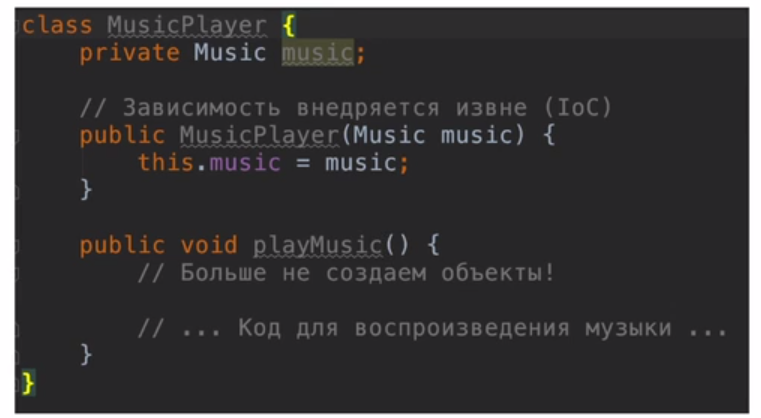 class MusicPlayer {
    private Music music;

    // Зависимость внедряется извне (IoC)
    public MusicPlayer(Music music) {
        this.music = music;
    }

    public void playMusic() {
        // Больше не создаем объекты!

        // ... Код для воспроизведения музыки ...
    }
}